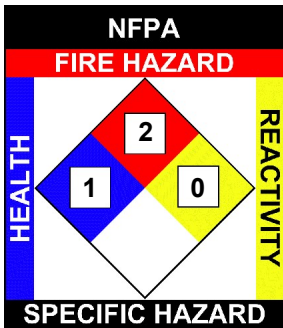 NFPA
FIRE HAZARD
HEALTH
2
1
0
REACTIVITY
SPECIFIC HAZARD